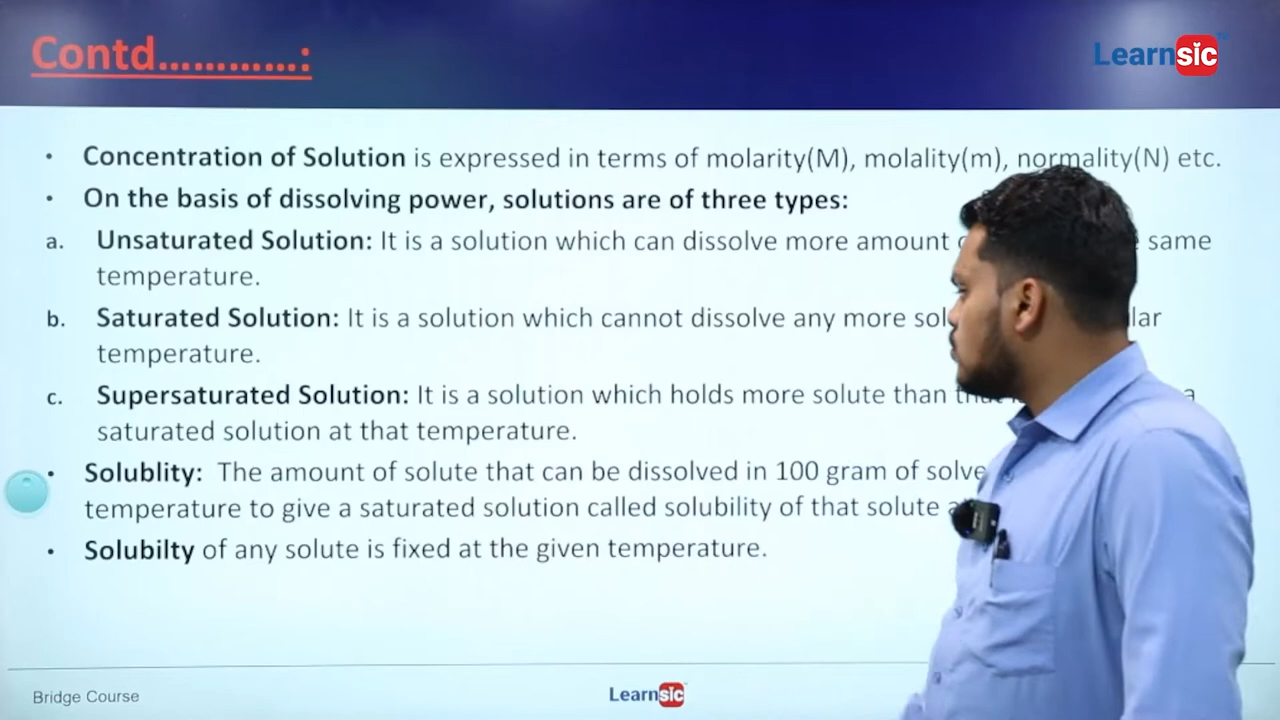 Contd............:
Learnsic
• Concentration of Solution is expressed in terms of molarity(M), molality(m), normality(N) etc.
• On the basis of dissolving power, solutions are of three types:
a. Unsaturated Solution: It is a solution which can dissolve more amount same
temperature.
b. Saturated Solution: It is a solution which cannot dissolve any more
temperature.
c. Supersaturated Solution: It is a solution which holds more solute than a
saturated solution at that temperature.
• Solublity: The amount of solute that can be dissolved in 100 gram of
temperature to give a saturated solution called solubility of that solute
• Solubilty of any solute is fixed at the given temperature.
Bridge Course
Learnsic